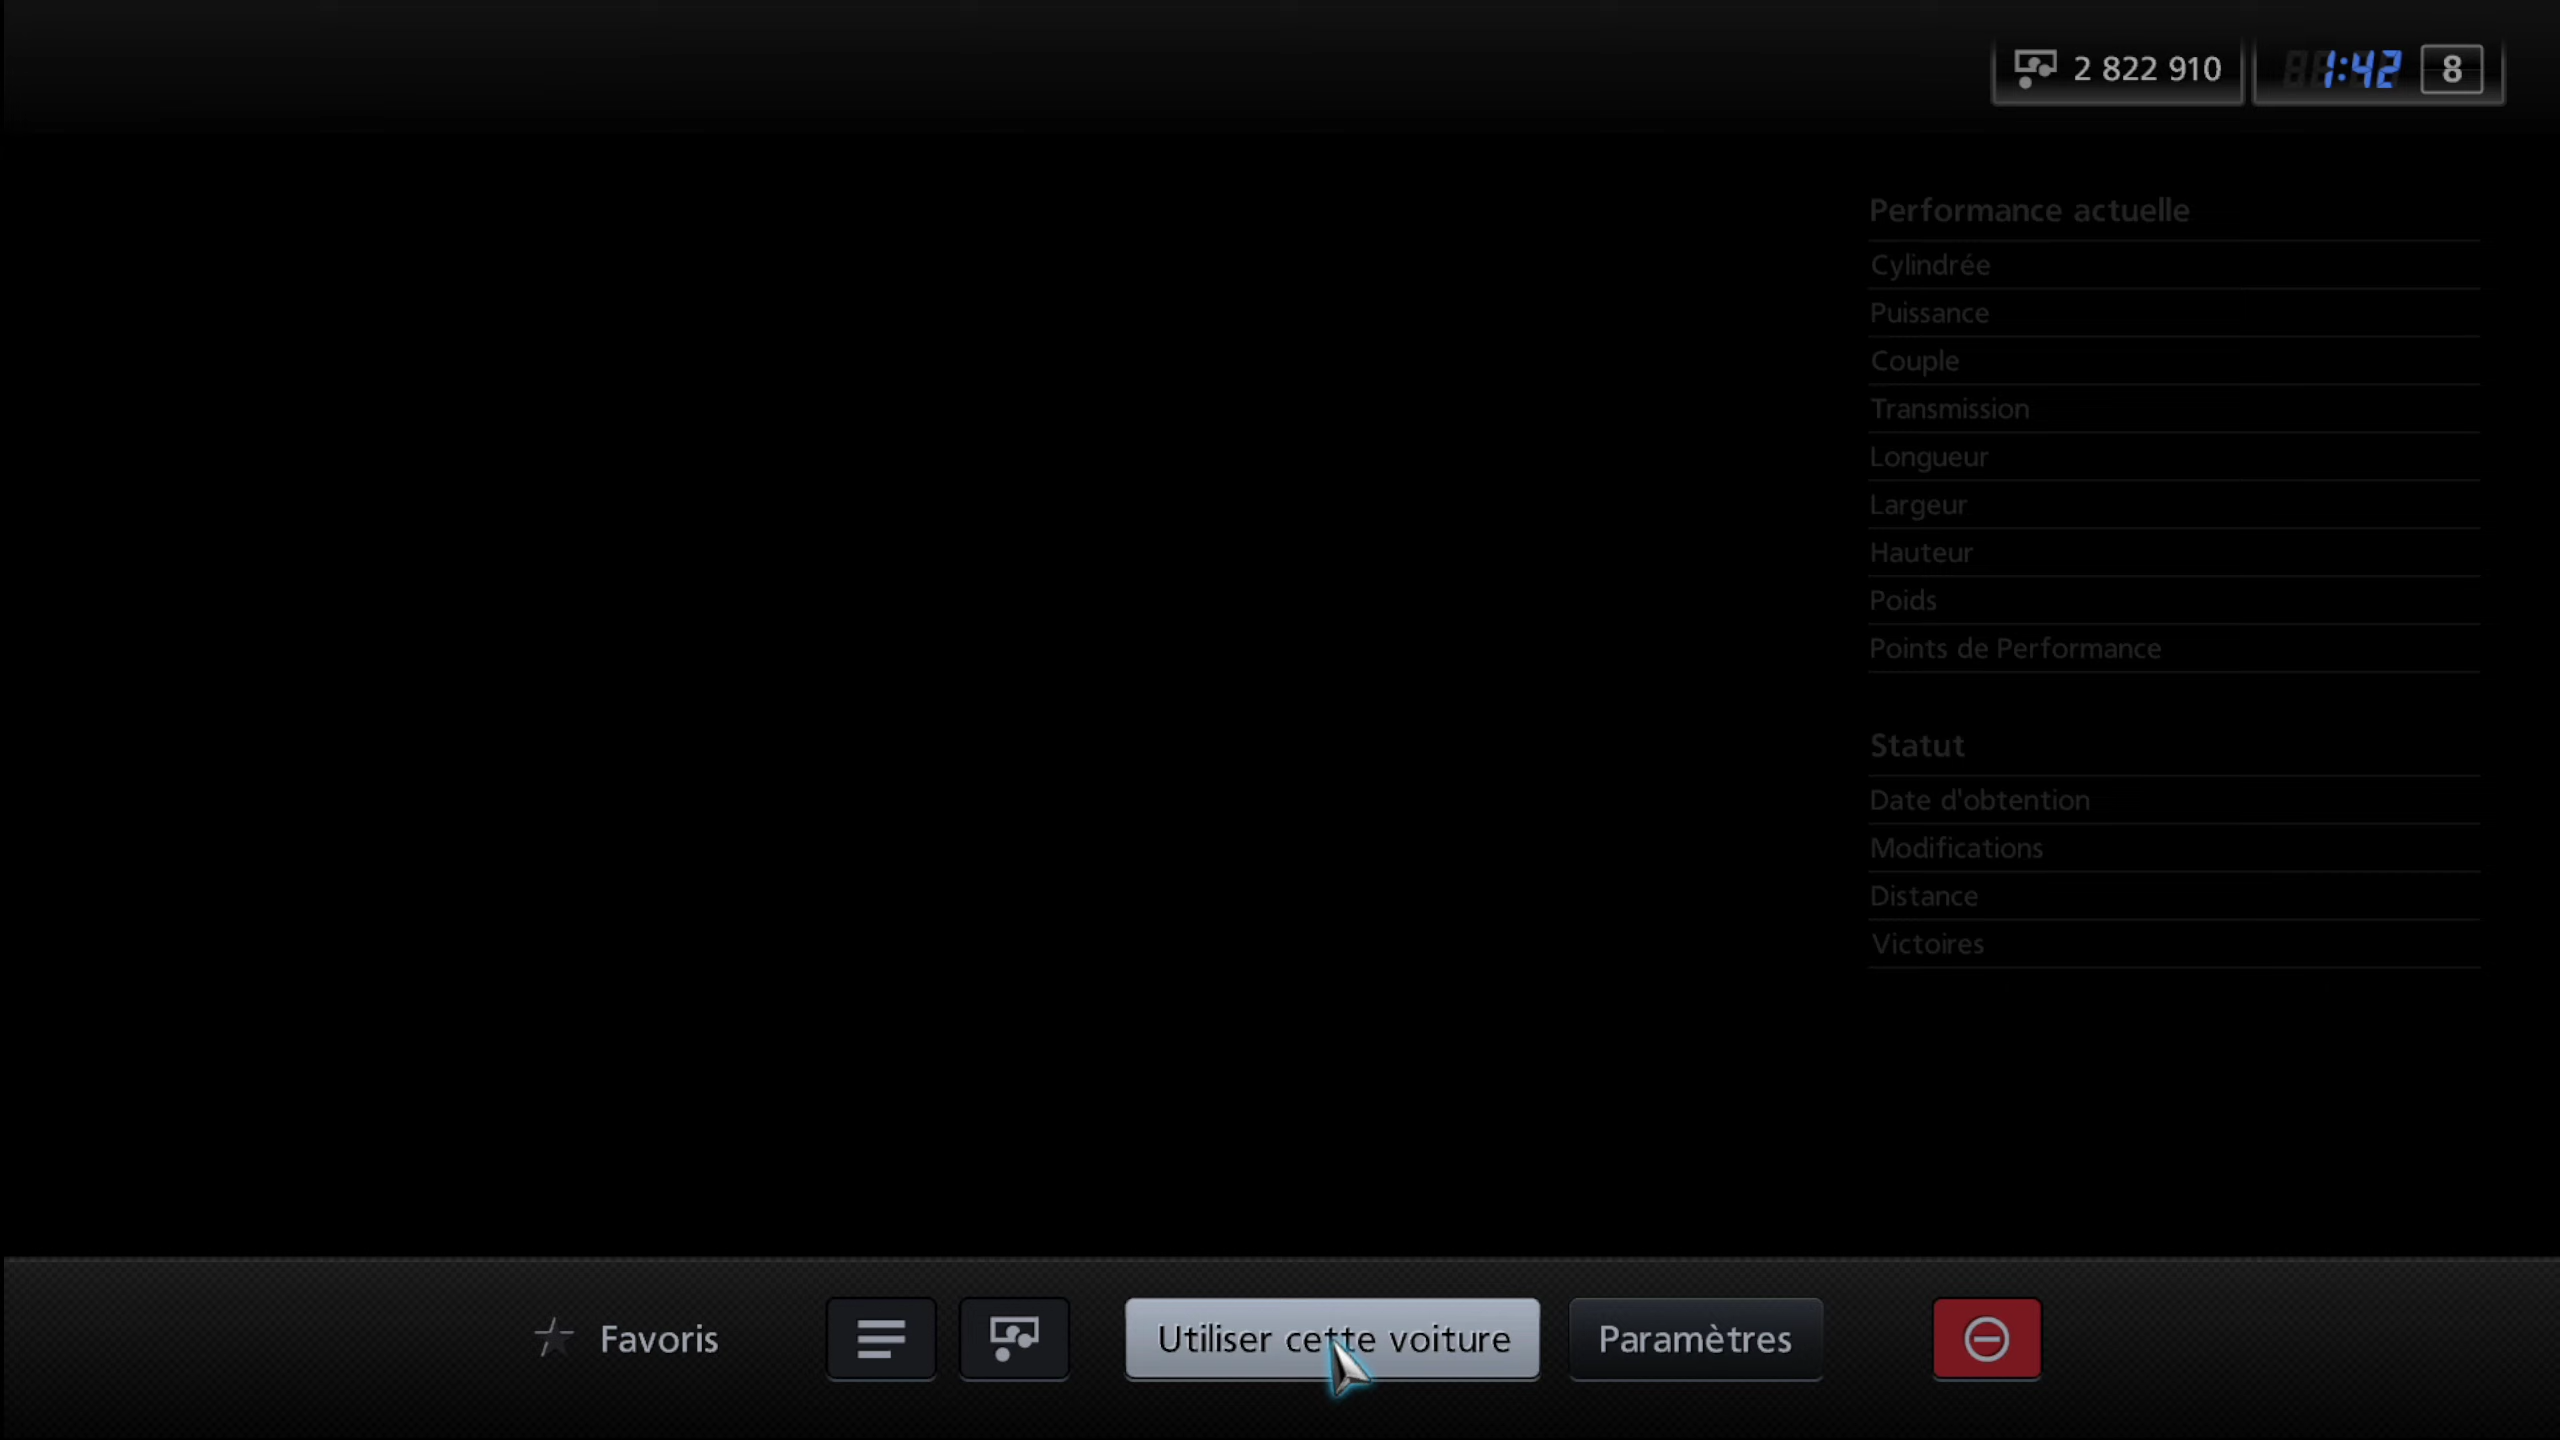 2 822 910
1:42
8
Performance actuelle
Cylindrée
Puissance
Couple
Transmission
Longueur
Largeur
Hauteur
Poids
Points de Performance
Statut
Date d'obtention
Modifications
Distance
Victoires
Favoris
Utiliser cette voiture
Paramètres